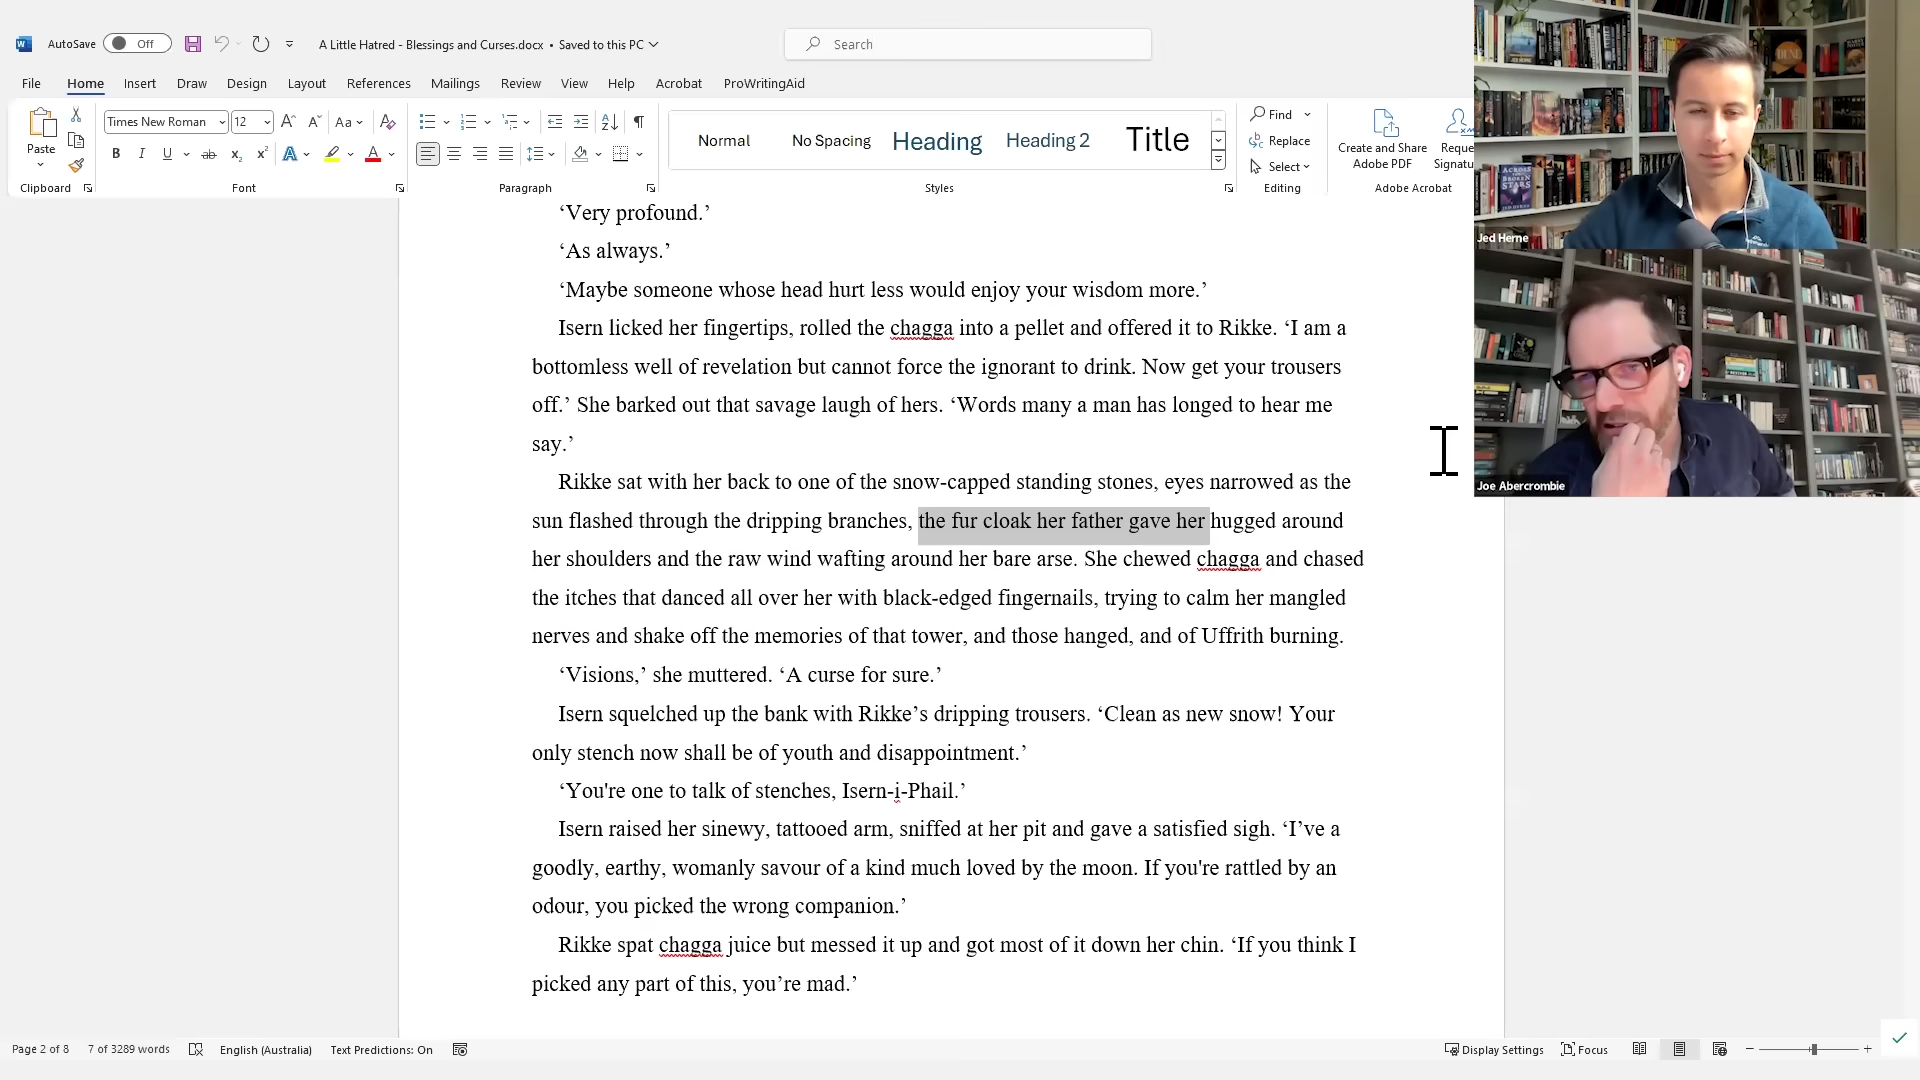 AutoSave Off A Little Hatred - Blessings and Curses.docx • Saved to this PC Search
File Home Insert Draw Design Layout References Mailings Review View Help Acrobat ProWritingAid
Paste
Clipboard
Times New Roman 12 Aa
B I U ab x₂ x² A A
Font
Paragraph
Normal No Spacing Heading Heading 2 Title
Styles
Find
Replace
Select
Editing
Create and Share Adobe PDF
Reque
Signatu
Adobe Acrobat
‘Very profound.’
‘As always.’
‘Maybe someone whose head hurt less would enjoy your wisdom more.’
Isern licked her fingertips, rolled the chagga into a pellet and offered it to Rikke. ‘I am a
bottomless well of revelation but cannot force the ignorant to drink. Now get your trousers
off.’ She barked out that savage laugh of hers. ‘Words many a man has longed to hear me
say.’
Rikke sat with her back to one of the snow-capped standing stones, eyes narrowed as the
sun flashed through the dripping branches, the fur cloak her father gave her hugged around
her shoulders and the raw wind wafting around her bare arse. She chewed chagga and chased
the itches that danced all over her with black-edged fingernails, trying to calm her mangled
nerves and shake off the memories of that tower, and those hanged, and of Uffrith burning.
‘Visions,’ she muttered. ‘A curse for sure.’
Isern squelched up the bank with Rikke’s dripping trousers. ‘Clean as new snow! Your
only stench now shall be of youth and disappointment.’
‘You're one to talk of stenches, Isern-i-Phail.’
Isern raised her sinewy, tattooed arm, sniffed at her pit and gave a satisfied sigh. ‘I’ve a
goodly, earthy, womanly savour of a kind much loved by the moon. If you're rattled by an
odour, you picked the wrong companion.’
Rikke spat chagga juice but messed it up and got most of it down her chin. ‘If you think I
picked any part of this, you’re mad.’
Page 2 of 8 7 of 3289 words English (Australia) Text Predictions: On Display Settings Focus
ACROSS THE BROKEN STARS
JED HERNE
DUNE
Jed Herne
Joe Abercrombie